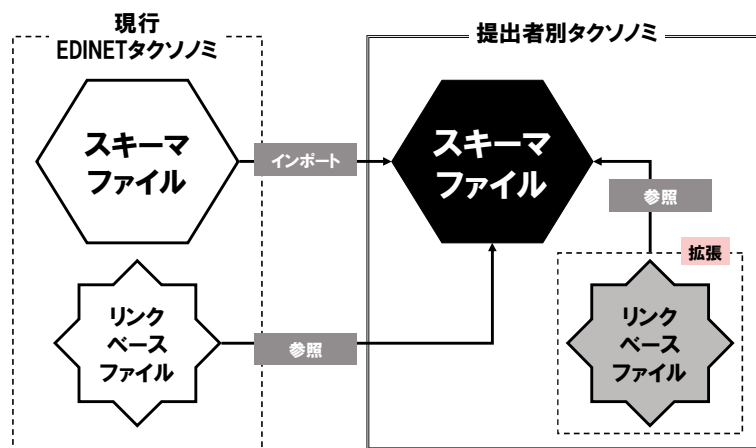 現行
EDINETタクソノミ
提出者別タクソノミ
スキーマ
ファイル
インポート
スキーマ
ファイル
参照
拡張
リンク
ベース
ファイル
参照
リンク
ベース
ファイル